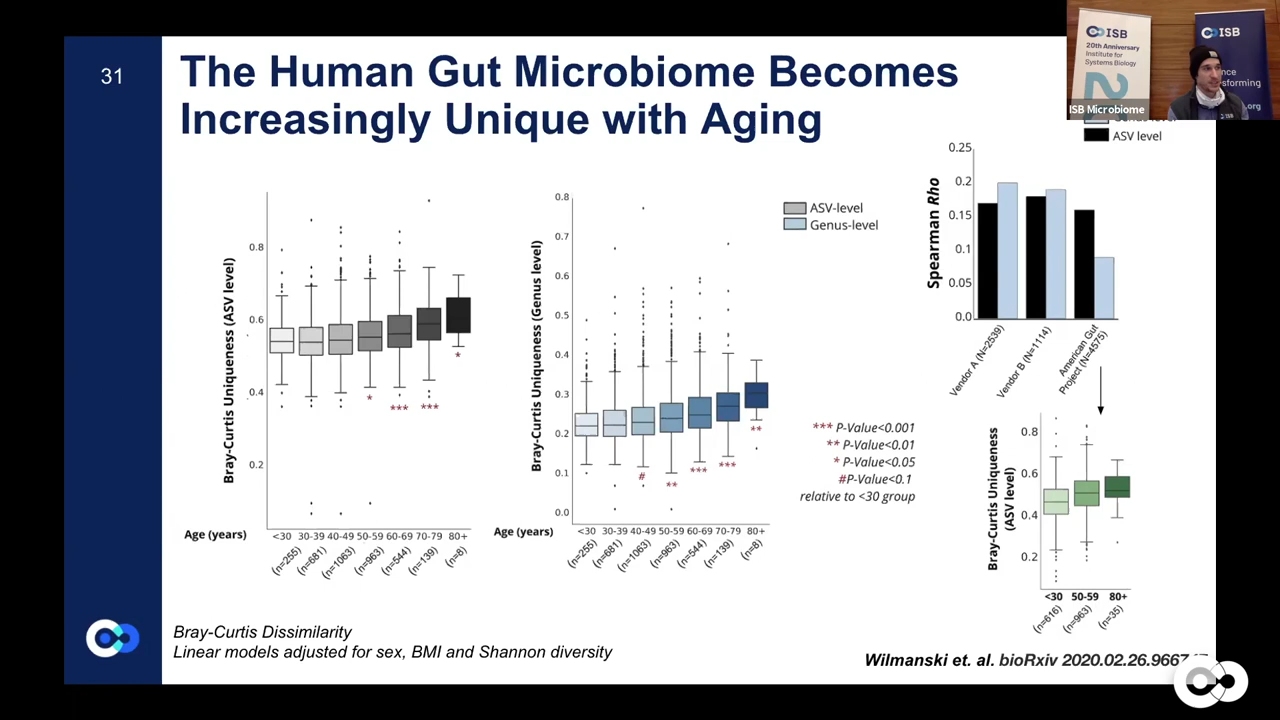 31
The Human Gut Microbiome Becomes
Increasingly Unique with Aging
ISB
20th Anniversary
Institute for
Systems Biology
ISB
ISB Microbiome
ASV level
Spearman Rho
0.25
0.2
0.15
0.1
0.05
0.0
Vendor A (N=2539)
Vendor B (N=1114)
American Gut
Project (N=4575)
Bray-Curtis Uniqueness (ASV level)
0.8
0.6
0.4
0.2
* *** *** *
Age (years)
<30 30-39 40-49 50-59 60-69 70-79 80+
(n=255) (n=681) (n=1063) (n=963) (n=544) (n=139) (n=8)
Bray-Curtis Uniqueness (Genus level)
0.8
0.7
0.6
0.5
0.4
0.3
0.2
0.1
0.0
# ** *** *** **
Age (years)
<30 30-39 40-49 50-59 60-69 70-79 80+
(n=255) (n=681) (n=1063) (n=963) (n=544) (n=139) (n=8)
ASV-level
Genus-level
*** P-Value<0.001
** P-Value<0.01
* P-Value<0.05
#P-Value<0.1
relative to <30 group
Bray-Curtis Uniqueness
(ASV level)
0.8
0.6
0.4
0.2
<30 50-59 80+
(n=616) (n=963) (n=35)
Bray-Curtis Dissimilarity
Linear models adjusted for sex, BMI and Shannon diversity
Wilmanski et. al. bioRxiv